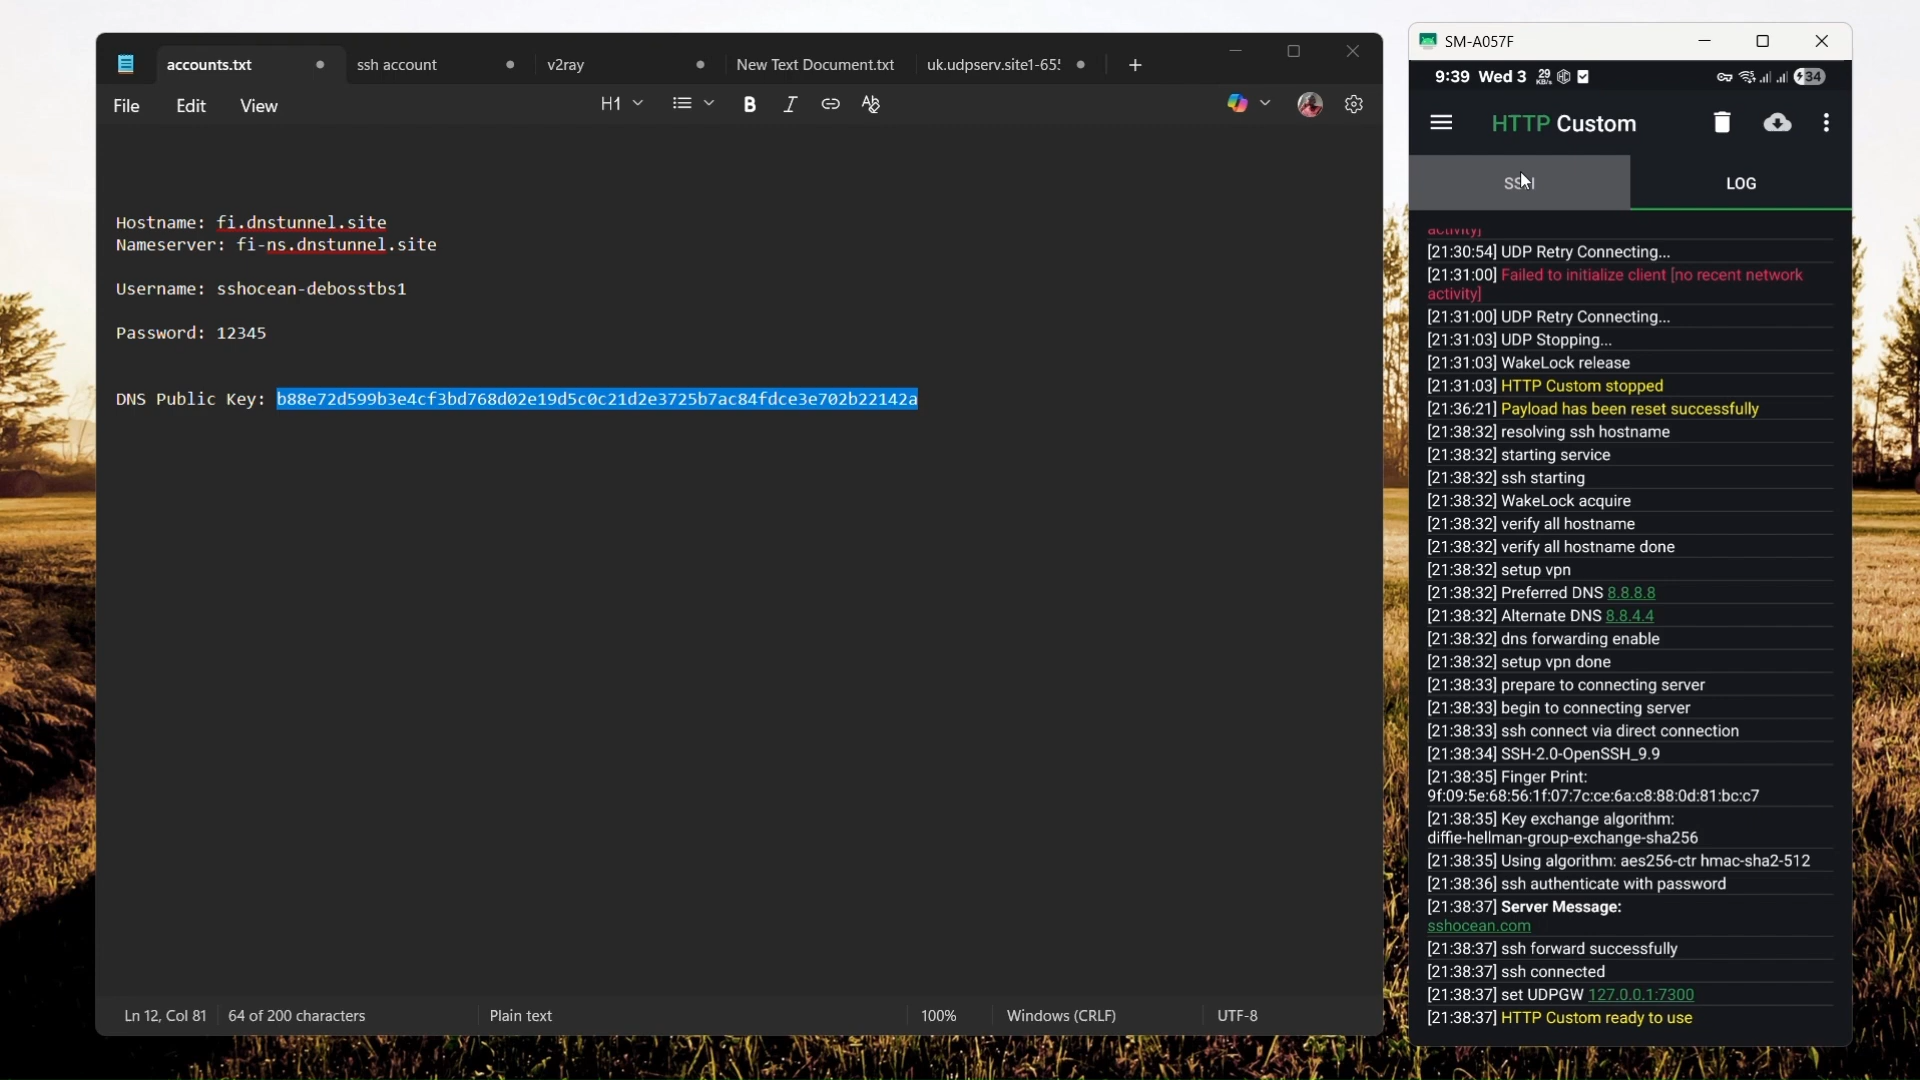 accounts.txt
ssh account
v2ray
New Text Document.txt
uk.udpserv.site1-65
File
Edit
View
H1
Hostname: fi.dnstunnel.site
Nameserver: fi-ns.dnstunnel.site
Username: sshocean-debosstbs1
Password: 12345
DNS Public Key: b88e72d599b3e4cf3bd768d02e19d5c0c21d2e3725b7ac84fdce3e702b22142a
Ln 12, Col 81
64 of 200 characters
Plain text
100%
Windows (CRLF)
UTF-8
SM-A057F
9:39 Wed 3 29 KB/s
34
HTTP Custom
SSH
LOG
activity]
[21:30:54] UDP Retry Connecting...
[21:31:00] Failed to initialize client [no recent network
activity]
[21:31:00] UDP Retry Connecting...
[21:31:03] UDP Stopping...
[21:31:03] WakeLock release
[21:31:03] HTTP Custom stopped
[21:36:21] Payload has been reset successfully
[21:38:32] resolving ssh hostname
[21:38:32] starting service
[21:38:32] ssh starting
[21:38:32] WakeLock acquire
[21:38:32] verify all hostname
[21:38:32] verify all hostname done
[21:38:32] setup vpn
[21:38:32] Preferred DNS 8.8.8.8
[21:38:32] Alternate DNS 8.8.4.4
[21:38:32] dns forwarding enable
[21:38:32] setup vpn done
[21:38:33] prepare to connecting server
[21:38:33] begin to connecting server
[21:38:33] ssh connect via direct connection
[21:38:34] SSH-2.0-OpenSSH_9.9
[21:38:35] Finger Print:
9f:09:5e:68:56:1f:07:7c:ce:6a:c8:88:0d:81:bc:c7
[21:38:35] Key exchange algorithm:
diffie-hellman-group-exchange-sha256
[21:38:35] Using algorithm: aes256-ctr hmac-sha2-512
[21:38:36] ssh authenticate with password
[21:38:37] Server Message:
sshocean.com
[21:38:37] ssh forward successfully
[21:38:37] ssh connected
[21:38:37] set UDPGW 127.0.0.1:7300
[21:38:37] HTTP Custom ready to use